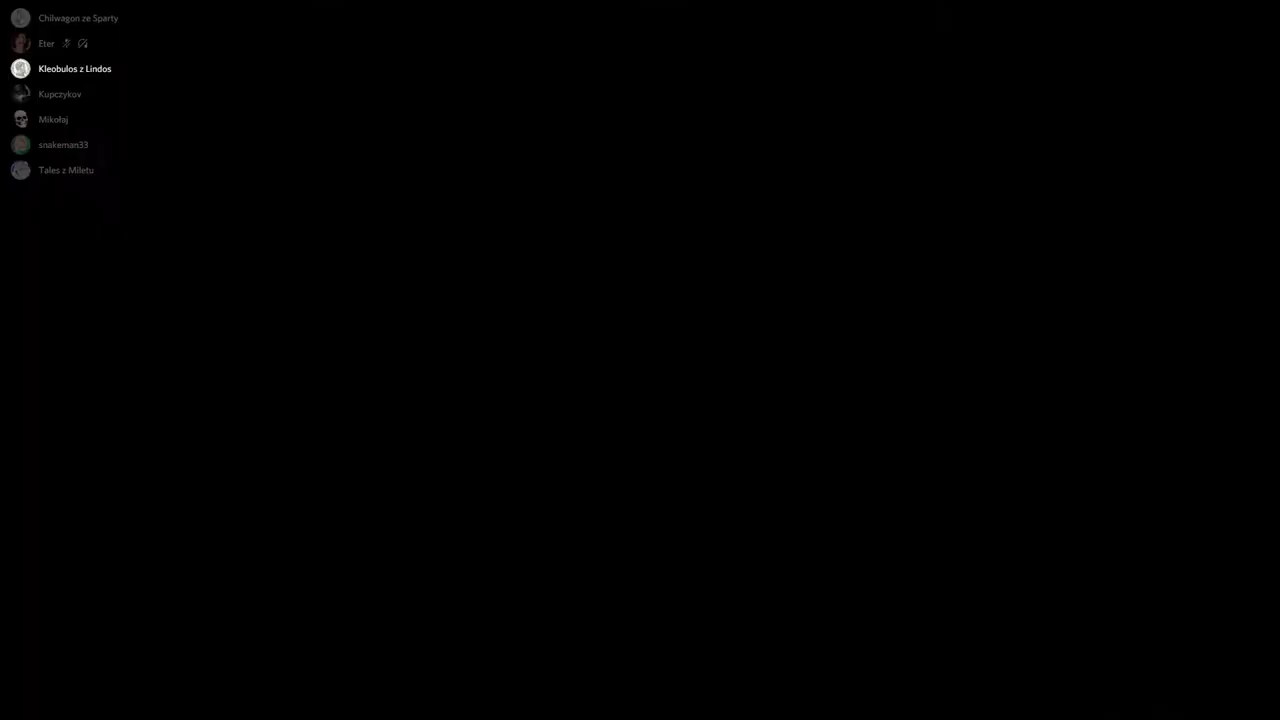 Chilwagon ze Sparty
Eter
Kleobulos z Lindos
Kupczykov
Mikołaj
snakeman33
Tales z Miletu